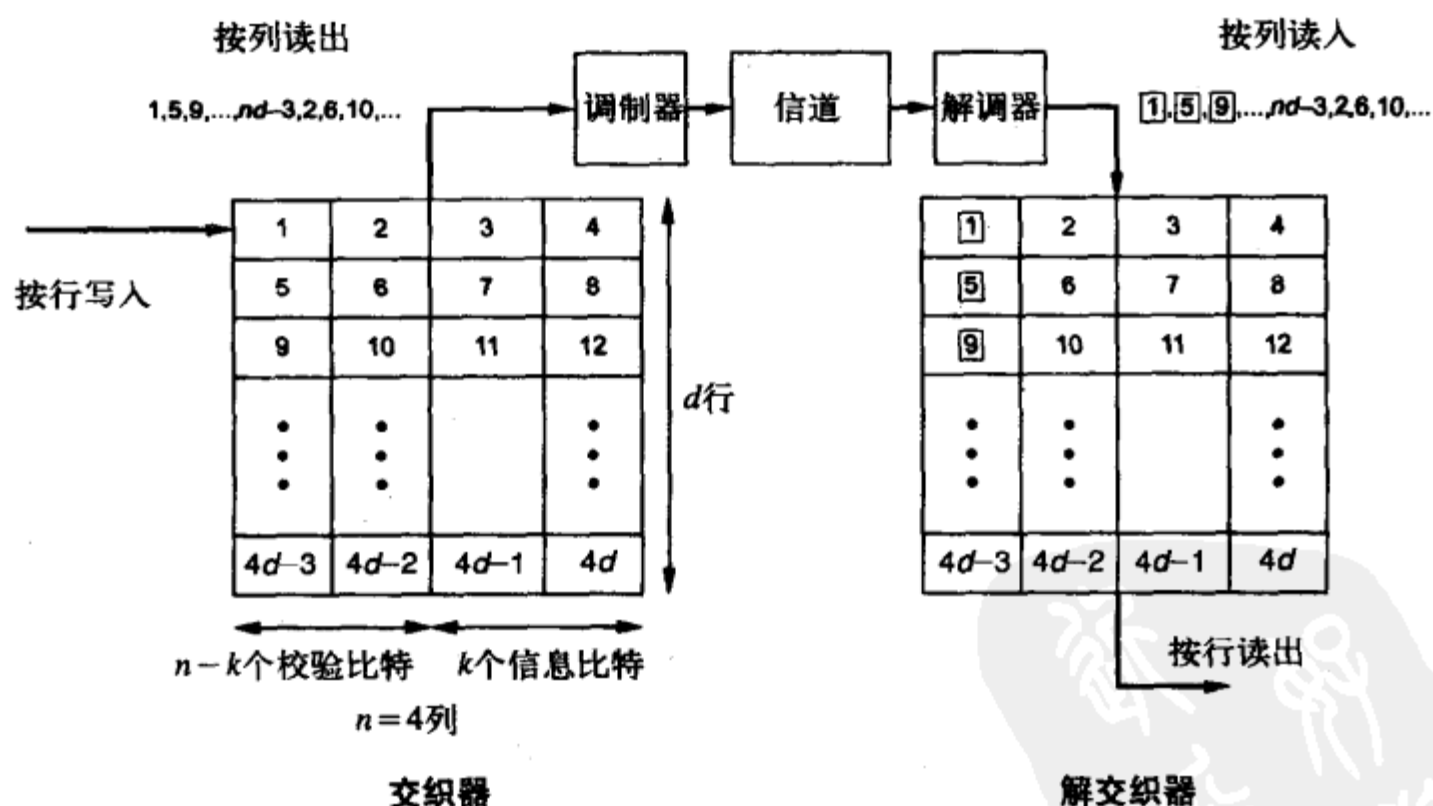 按列读出
按列读入
1,5,9,...,nd–3,2,6,10,...
调制器
信道
解调器
1,5,9,...,nd–3,2,6,10,...
按行写入
1 2 3 4
5 6 7 8
9 10 11 12
4d–3 4d–2 4d–1 4d
d行
1 2 3 4
5 6 7 8
9 10 11 12
4d–3 4d–2 4d–1 4d
n－k个校验比特
k个信息比特
n＝4列
按行读出
交织器
解交织器